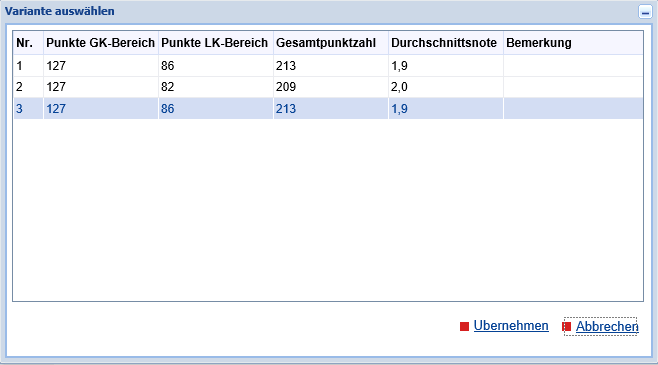 Variante auswählen
Nr. Punkte GK-Bereich Punkte LK-Bereich Gesamtpunktzahl Durchschnittsnote Bemerkung
1 127 86 213 1,9
2 127 82 209 2,0
3 127 86 213 1,9
Übernehmen Abbrechen